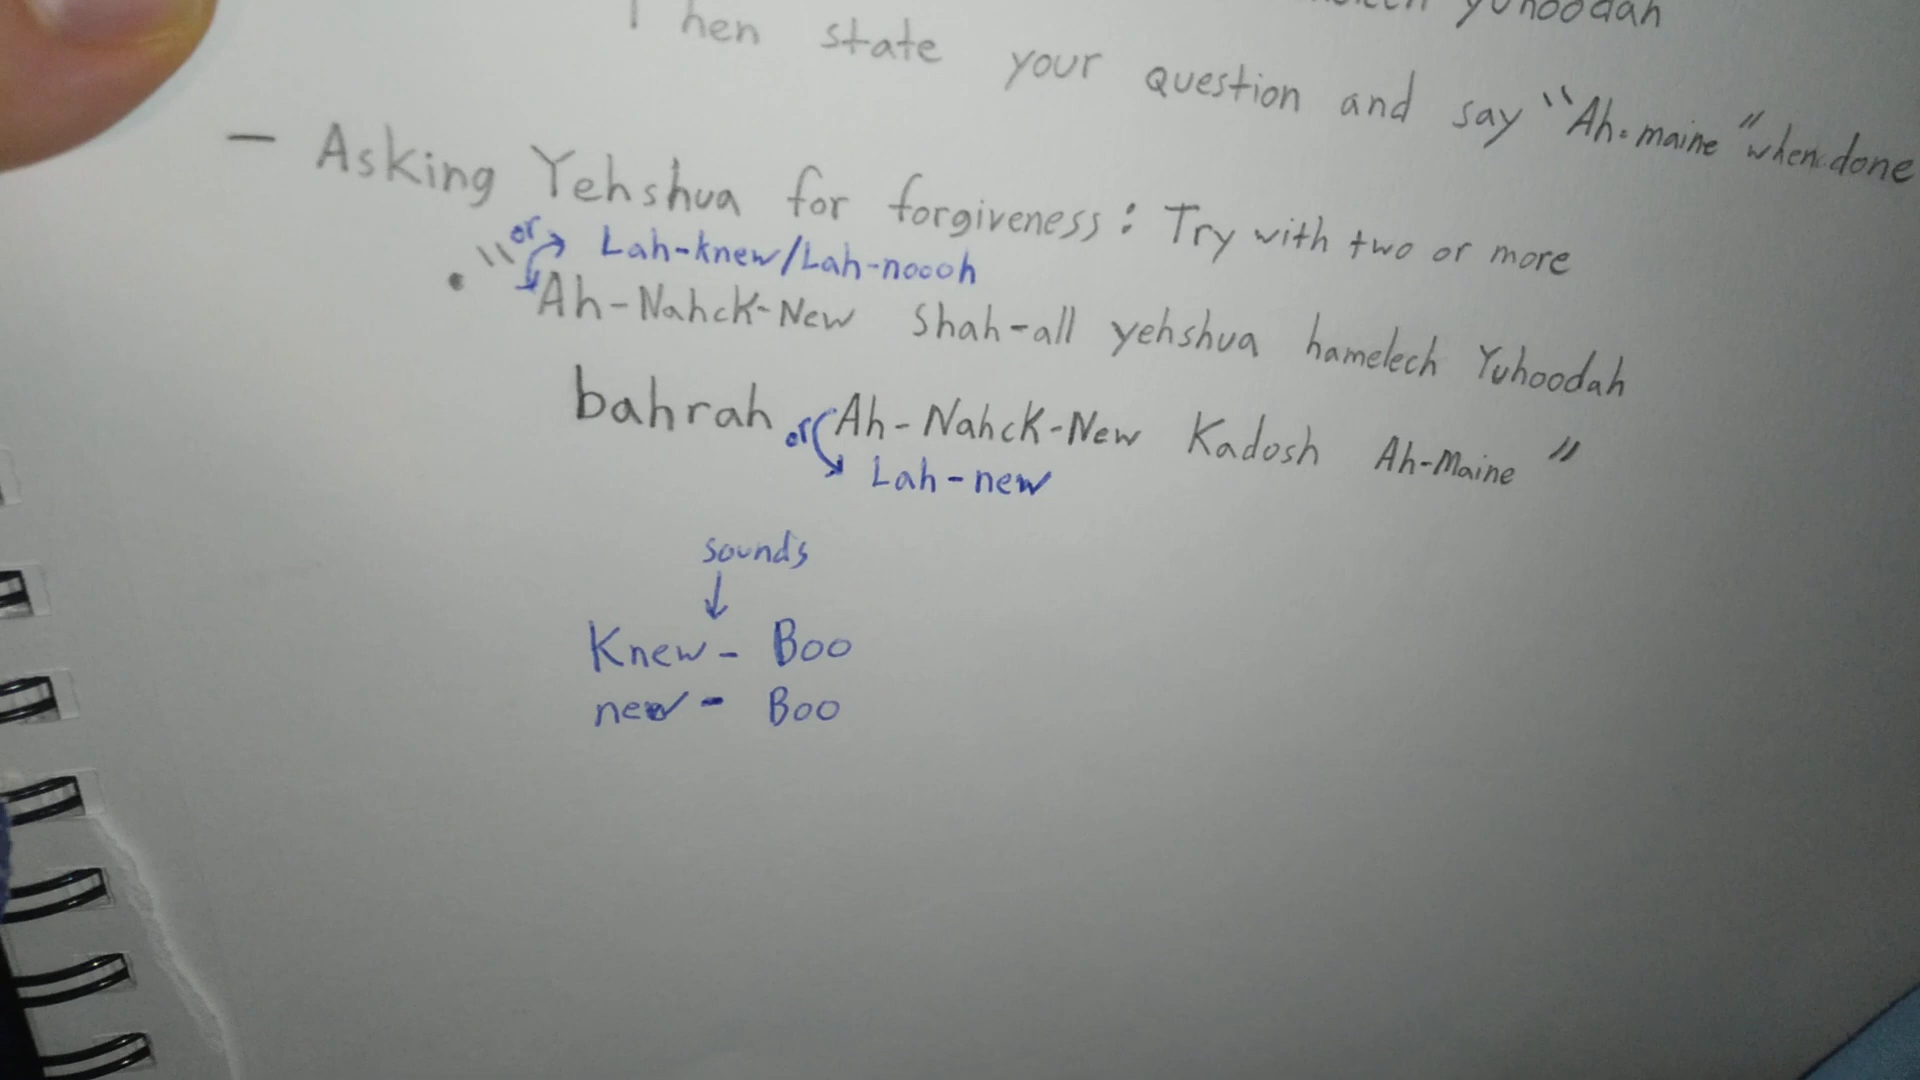 yuhoodah
Then state your question and say "Ah-maine" when done
- Asking Yehshua for forgiveness: Try with two or more
or Lah-knew/Lah-noooh
• "Ah-Nahck-New Shah-all yehshua hamelech Yuhoodah
bahrah or Ah-Nahck-New Kadosh Ah-Maine"
Lah-new
sounds
Knew - Boo
new - Boo